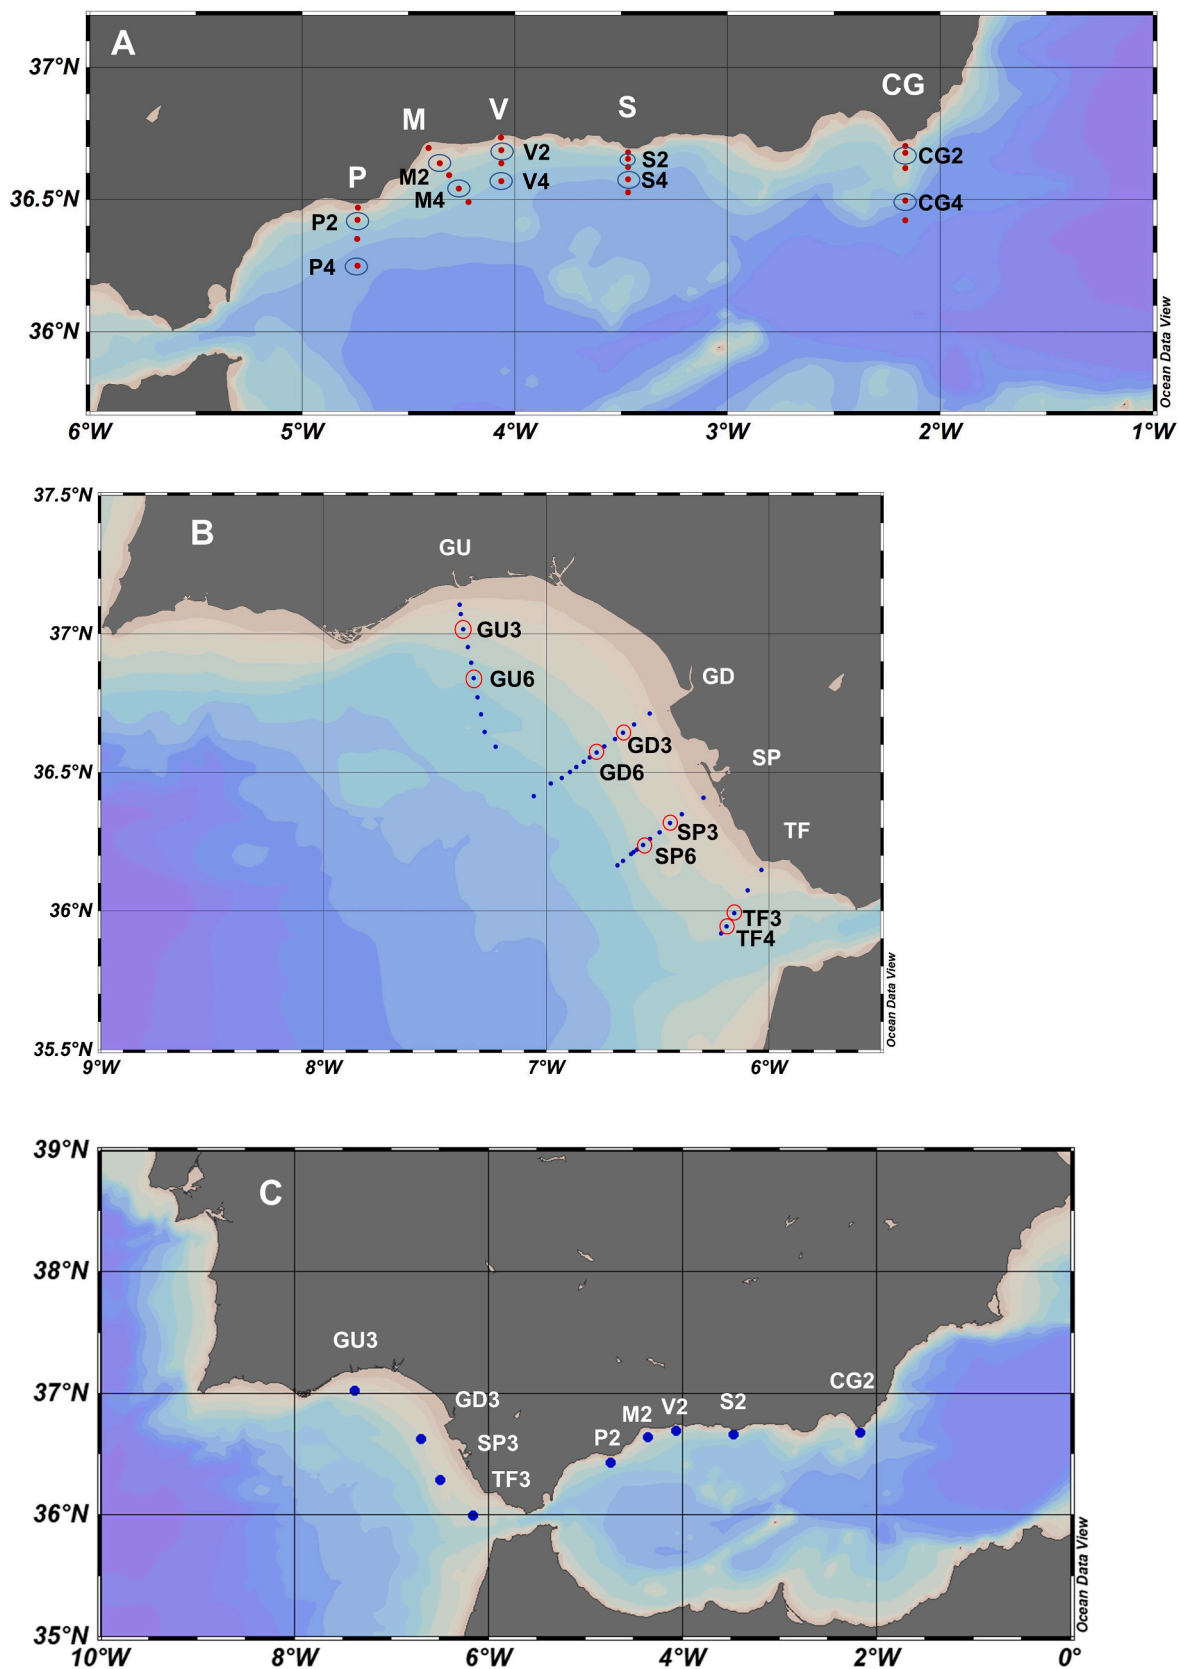 A
37°N
CG
S
V
M
V2
S2
CG2
M2
P
V4
S4
36.5°N
M4
CG4
P2
P4
36°N
Ocean Data View
6°W
5°W
4°W
3°W
2°W
1°W
37.5°N
B
GU
37°N
GU3
GU6
GD
GD3
SP
36.5°N
GD6
TF
SP3
SP6
36°N
TF3
TF4
Ocean Data View
35.5°N
9°W
8°W
7°W
6°W
39°N
C
38°N
GU3
37°N
CG2
GD3
S2
V2
M2
P2
SP3
TF3
36°N
Ocean Data View
35°N
10°W
8°W
6°W
4°W
2°W
0°